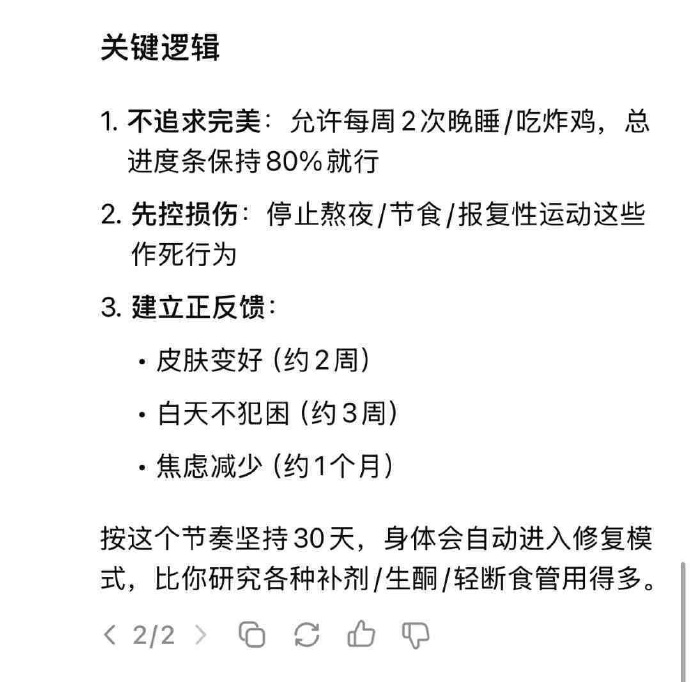 关键逻辑
1. 不追求完美：允许每周2次晚睡/吃炸鸡，总
进度条保持80%就行
2. 先控损伤：停止熬夜/节食/报复性运动这些
作死行为
3. 建立正反馈：
• 皮肤变好（约2周）
• 白天不犯困（约3周）
• 焦虑减少（约1个月）
按这个节奏坚持30天，身体会自动进入修复模
式，比你研究各种补剂/生酮/轻断食管用得多。
2/2